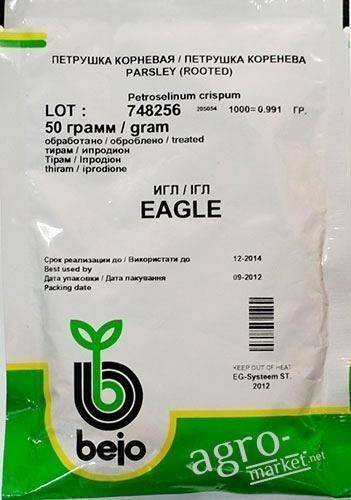 ПЕТРУШКА КОРНЕВАЯ / ПЕТРУШКА КОРЕНЕВА
PARSLEY (ROOTED)
Petroselinum crispum
LOT : 748256 205054 1000= 0.991 ГР.
50 грамм / gram
обработано / оброблено / treated
тирам / ипродион
Тірам / Іпродіон
thiram / iprodione
ИГЛ / ІГЛ
EAGLE
Срок реализации до / Використати до 12-2014
Best used by
Дата упаковки / Дата пакування 09-2012
Packing date
KEEP OUT OF HEAT
EG-Systeem ST.
2012
bejo
agro-
market.net